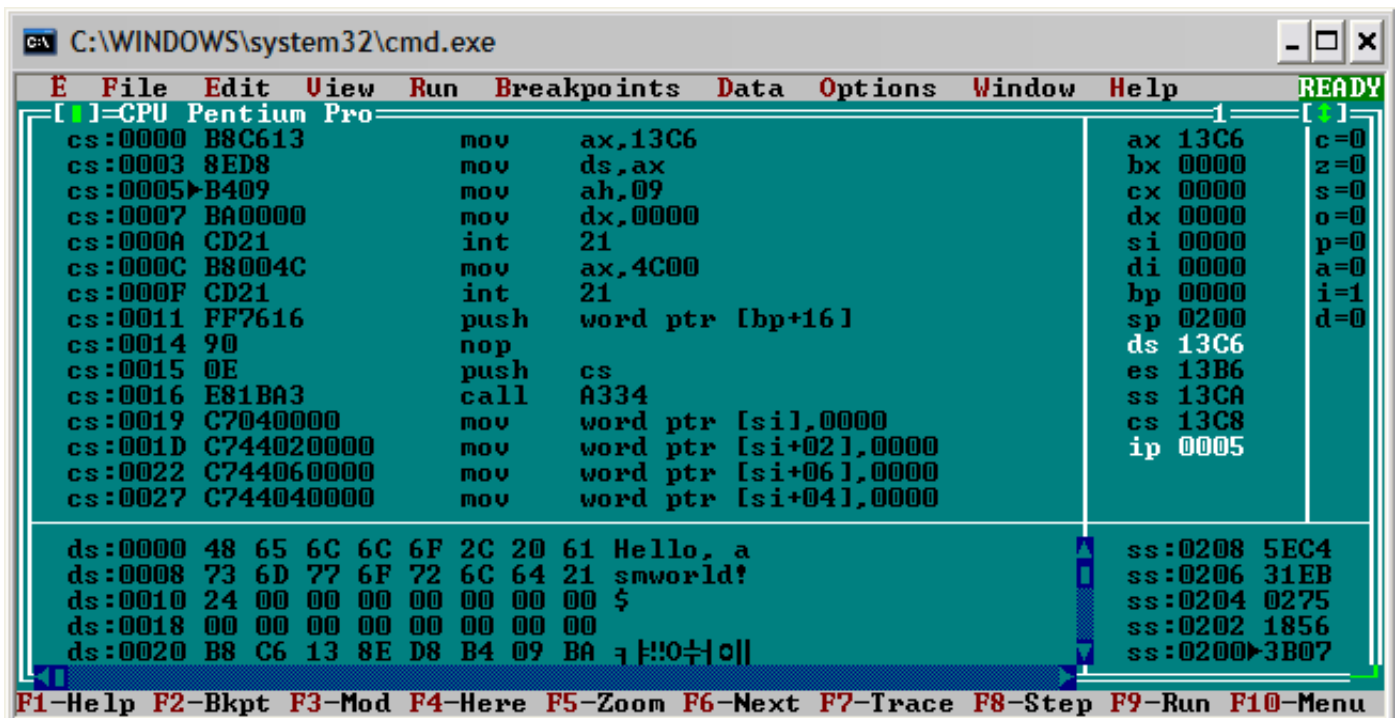 C:\WINDOWS\system32\cmd.exe
E File Edit View Run Breakpoints Data Options Window Help READY
[■]=CPU Pentium Pro 1 [↕]
cs:0000 B8C613 mov ax,13C6 ax 13C6 c=0
cs:0003 8ED8 mov ds,ax bx 0000 z=0
cs:0005►B409 mov ah,09 cx 0000 s=0
cs:0007 BA0000 mov dx,0000 dx 0000 o=0
cs:000A CD21 int 21 si 0000 p=0
cs:000C B8004C mov ax,4C00 di 0000 a=0
cs:000F CD21 int 21 bp 0000 i=1
cs:0011 FF7616 push word ptr [bp+16] sp 0200 d=0
cs:0014 90 nop ds 13C6
cs:0015 0E push cs es 13B6
cs:0016 E81BA3 call A334 ss 13CA
cs:0019 C7040000 mov word ptr [si],0000 cs 13C8
cs:001D C744020000 mov word ptr [si+02],0000 ip 0005
cs:0022 C744060000 mov word ptr [si+06],0000
cs:0027 C744040000 mov word ptr [si+04],0000
ds:0000 48 65 6C 6C 6F 2C 20 61 Hello, a ss:0208 5EC4
ds:0008 73 6D 77 6F 72 6C 64 21 smworld! ss:0206 31EB
ds:0010 24 00 00 00 00 00 00 00 $ ss:0204 0275
ds:0018 00 00 00 00 00 00 00 00 ss:0202 1856
ds:0020 B8 C6 13 8E D8 B4 09 BA ╕╞‼О╪┤○║ ss:0200►3B07
F1-Help F2-Bkpt F3-Mod F4-Here F5-Zoom F6-Next F7-Trace F8-Step F9-Run F10-Menu